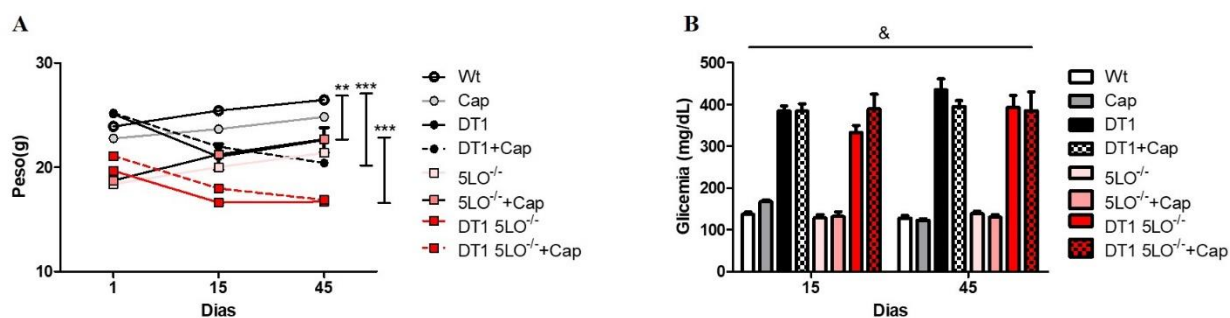 A
Peso(g)
30
20
10
** ***
***
1 15 45
Dias
Wt
Cap
DT1
DT1+Cap
5LO-/-
5LO-/-+Cap
DT1 5LO-/-
DT1 5LO-/-+Cap
B
&
Glicemia (mg/dL)
500
400
300
200
100
0
15 45
Dias
Wt
Cap
DT1
DT1+Cap
5LO-/-
5LO-/-+Cap
DT1 5LO-/-
DT1 5LO-/-+Cap